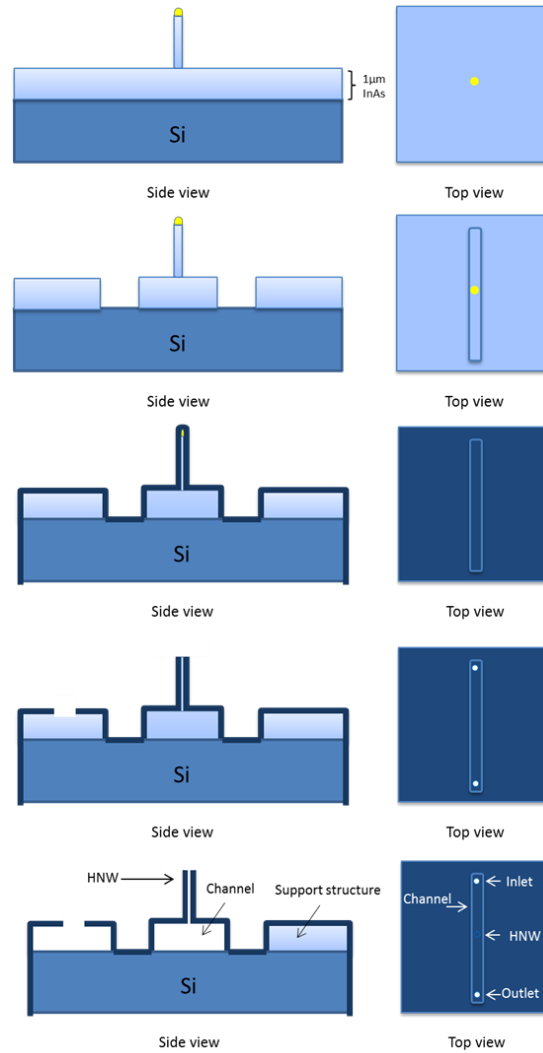 1µm
InAs
Si
Side view
Top view
Si
Side view
Top view
Si
Side view
Top view
Si
Side view
Top view
HNW
Channel
Support structure
Si
Inlet
Channel
HNW
Outlet
Side view
Top view